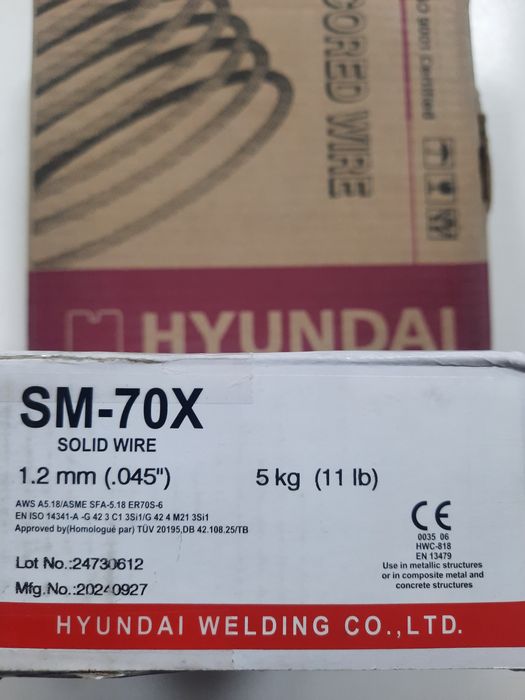 CORED WIRE
ISO 9001 Certified
HYUNDAI
SM-70X
SOLID WIRE
1.2 mm (.045") 5 kg (11 lb)
AWS A5.18/ASME SFA-5.18 ER70S-6
EN ISO 14341-A -G 42 3 C1 3Si1/G 42 4 M21 3Si1
Approved by(Homologué par) TÜV 20195,DB 42.108.25/TB
CE
0035 06
HWC-818
EN 13479
Use in metallic structures
or in composite metal and
concrete structures
Lot No.:24730612
Mfg.No.:20240927
HYUNDAI WELDING CO.,LTD.